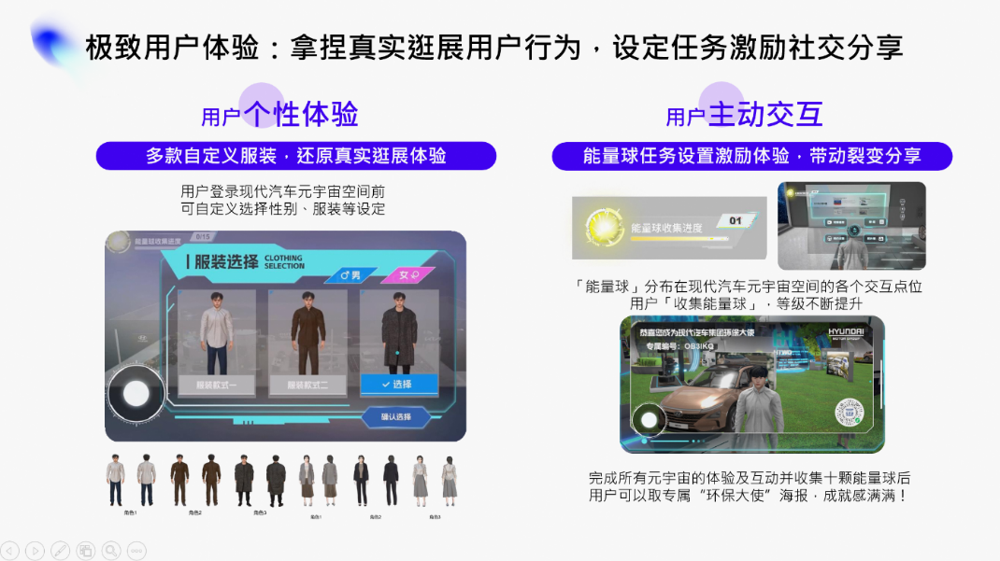 极致用户体验：拿捏真实逛展用户行为，设定任务激励社交分享
用户个性体验
多款自定义服装，还原真实逛展体验
用户登录现代汽车元宇宙空间前
可自定义选择性别、服装等设定
能量球收集进度
0/15
服装选择
CLOTHING
SELECTION
男
女
服装款式一
服装款式二
选择
确认选择
角色1
角色2
角色3
角色1
角色2
角色3
用户主动交互
能量球任务设置激励体验，带动裂变分享
能量球收集进度
01
「能量球」分布在现代汽车元宇宙空间的各个交互点位
用户「收集能量球」，等级不断提升
恭喜您成为现代汽车集团环保大使
专属编号：OB3IKQ
HYUNDAI
MOTOR GROUP
完成所有元宇宙的体验及互动并收集十颗能量球后
用户可以取专属“环保大使”海报，成就感满满！